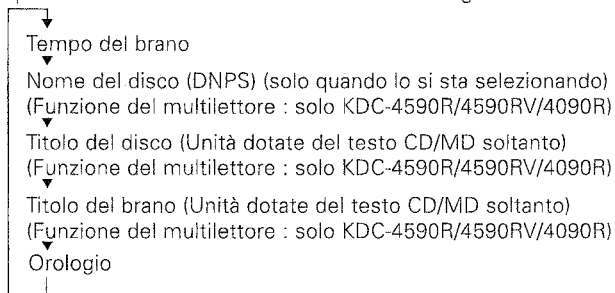 Tempo del brano
Nome del disco (DNPS) (solo quando lo si sta selezionando)
(Funzione del multilettore : solo KDC-4590R/4590RV/4090R)
Titolo del disco (Unità dotate del testo CD/MD soltanto)
(Funzione del multilettore : solo KDC-4590R/4590RV/4090R)
Titolo del brano (Unità dotate del testo CD/MD soltanto)
(Funzione del multilettore : solo KDC-4590R/4590RV/4090R)
Orologio